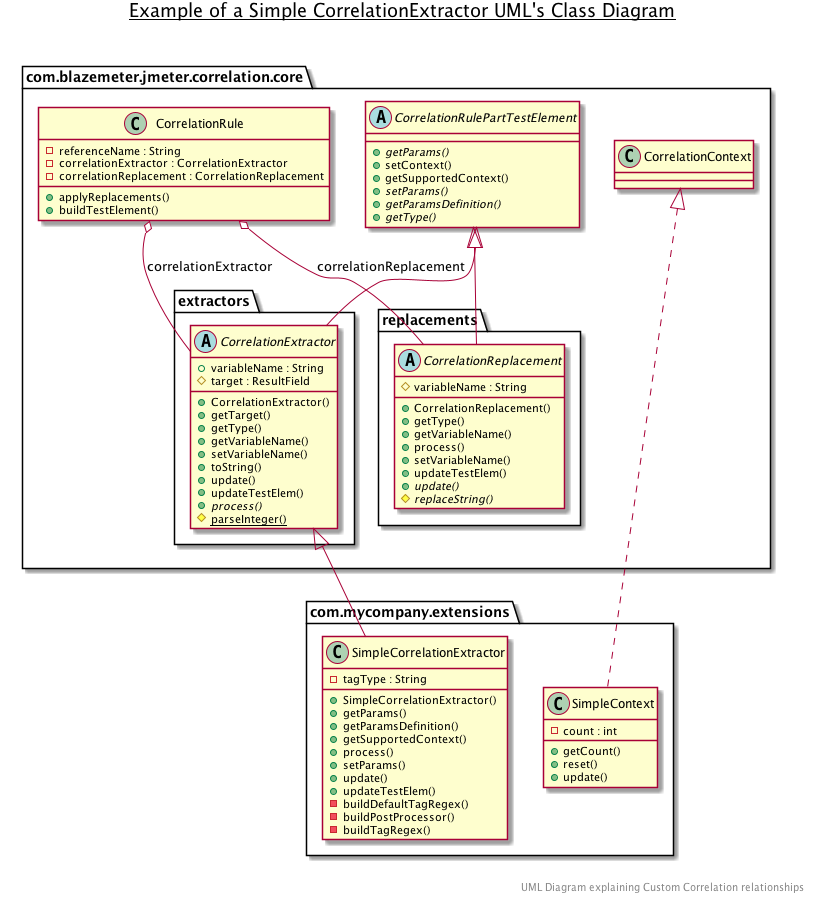 Example of a Simple CorrelationExtractor UML's Class Diagram
com.blazemeter.jmeter.correlation.core
C CorrelationRule
referenceName : String
correlationExtractor : CorrelationExtractor
correlationReplacement : CorrelationReplacement
applyReplacements()
buildTestElement()
A CorrelationRulePartTestElement
getParams()
setContext()
getSupportedContext()
setParams()
getParamsDefinition()
getType()
C CorrelationContext
correlationExtractor
correlationReplacement
extractors
A CorrelationExtractor
variableName : String
target : ResultField
CorrelationExtractor()
getTarget()
getType()
getVariableName()
setVariableName()
toString()
update()
updateTestElem()
process()
parseInteger()
replacements
A CorrelationReplacement
variableName : String
CorrelationReplacement()
getType()
getVariableName()
process()
setVariableName()
updateTestElem()
update()
replaceString()
com.mycompany.extensions
C SimpleCorrelationExtractor
tagType : String
SimpleCorrelationExtractor()
getParams()
getParamsDefinition()
getSupportedContext()
process()
setParams()
update()
updateTestElem()
buildDefaultTagRegex()
buildPostProcessor()
buildTagRegex()
C SimpleContext
count : int
getCount()
reset()
update()
UML Diagram explaining Custom Correlation relationships